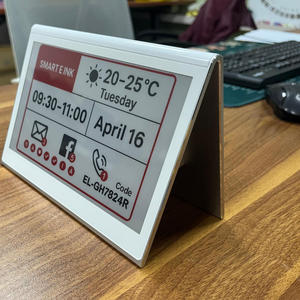 SMART E INK
20-25°C
Tuesday
09:30-11:00
April 16
Code
EL-GH7824R